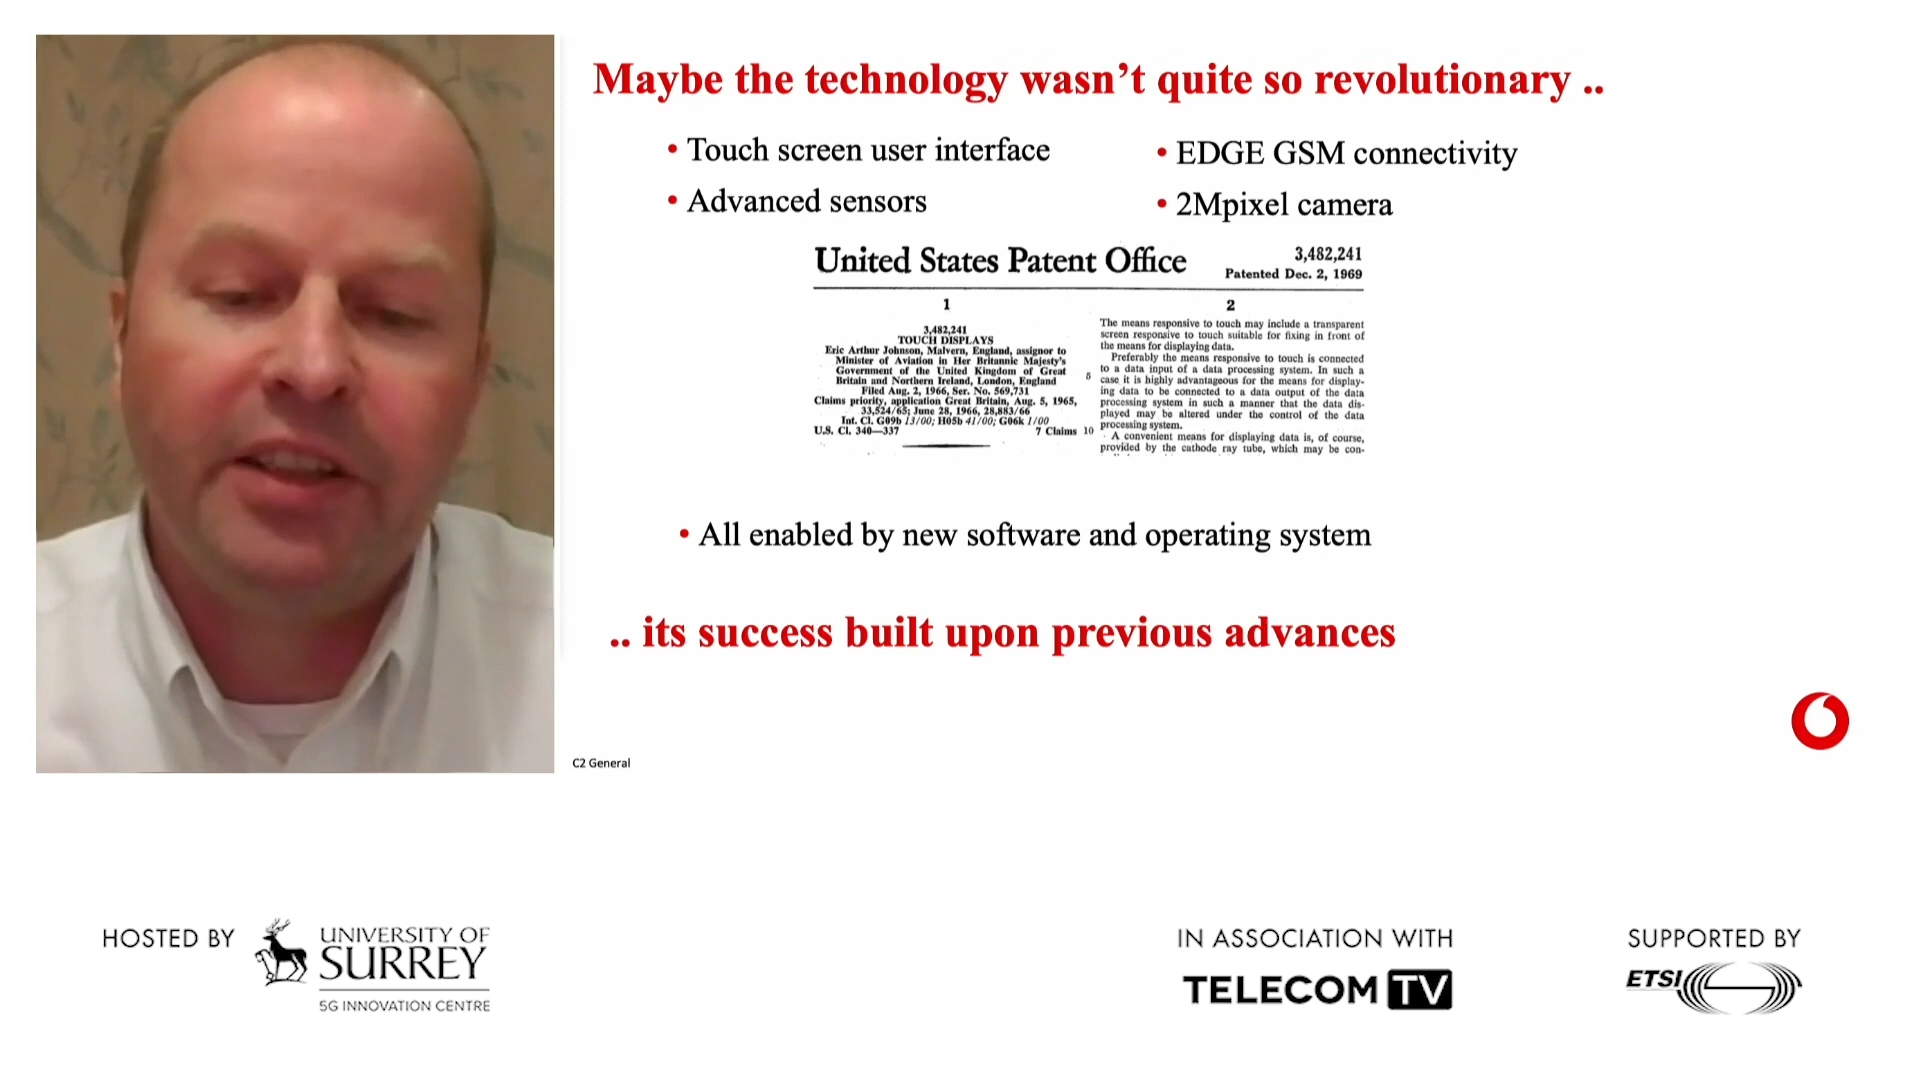 Maybe the technology wasn’t quite so revolutionary ..
• Touch screen user interface
• Advanced sensors
• EDGE GSM connectivity
• 2Mpixel camera
United States Patent Office
3,482,241
Patented Dec. 2, 1969
1
3,482,241
TOUCH DISPLAYS
Eric Arthur Johnson, Malvern, England, assignor to
Minister of Aviation in Her Britannic Majesty's
Government of the United Kingdom of Great
Britain and Northern Ireland, London, England
Filed Aug. 2, 1966, Ser. No. 569,731
Claims priority, application Great Britain, Aug. 5, 1965,
33,524/65; June 28, 1966, 28,883/66
Int. Cl. G09b 13/00; H05b 41/00; G06k 1/00
U.S. Cl. 340—337 7 Claims
2
The means responsive to touch may include a transparent
screen responsive to touch suitable for fixing in front of
the means for displaying data.
Preferably the means responsive to touch is connected
to a data input of a data processing system. In such a
5 case it is highly advantageous for the means for display-
ing data to be connected to a data output of the data
processing system in such a manner that the data dis-
played may be altered under the control of the data
10 processing system.
A convenient means for displaying data is, of course,
provided by the cathode ray tube, which may be con-
• All enabled by new software and operating system
.. its success built upon previous advances
C2 General
HOSTED BY
UNIVERSITY OF
SURREY
5G INNOVATION CENTRE
IN ASSOCIATION WITH
TELECOM TV
SUPPORTED BY
ETSI